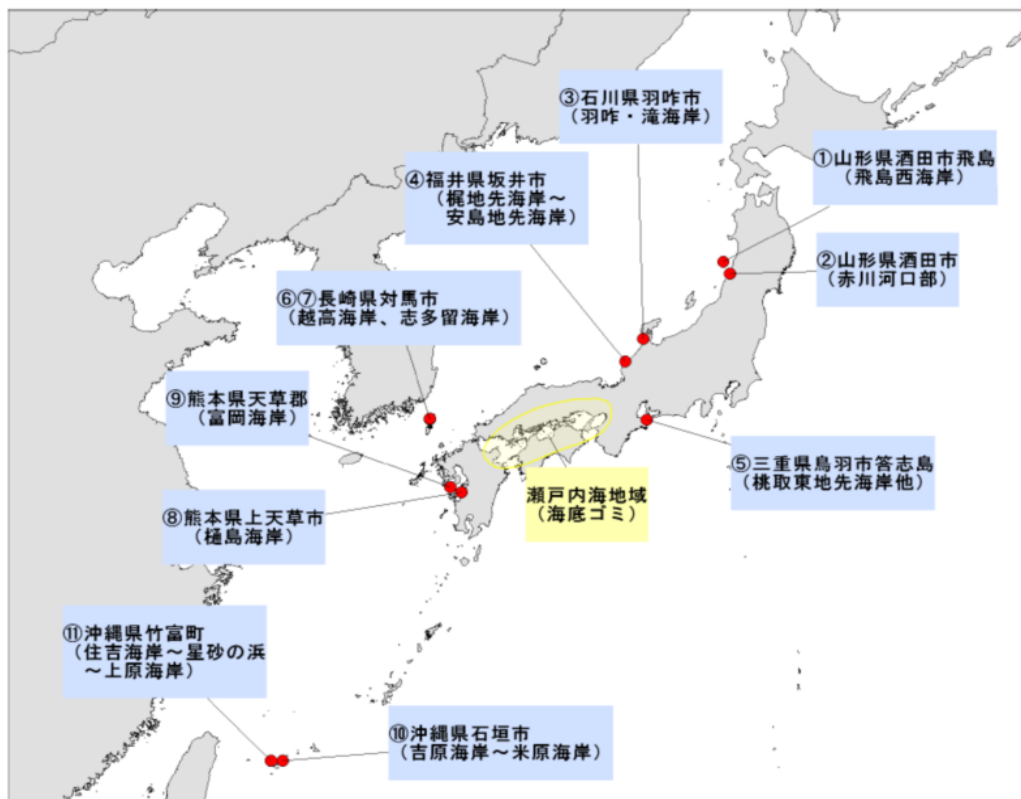 ③石川県羽咋市
（羽咋・滝海岸）
①山形県酒田市飛島
（飛島西海岸）
④福井県坂井市
（梶地先海岸～
安島地先海岸）
②山形県酒田市
（赤川河口部）
⑥⑦長崎県対馬市
（越高海岸、志多留海岸）
⑨熊本県天草郡
（富岡海岸）
⑤三重県鳥羽市答志島
（桃取東地先海岸他）
瀬戸内海地域
（海底ゴミ）
⑧熊本県上天草市
（樋島海岸）
⑪沖縄県竹富町
（住吉海岸～星砂の浜
～上原海岸）
⑩沖縄県石垣市
（吉原海岸～米原海岸）